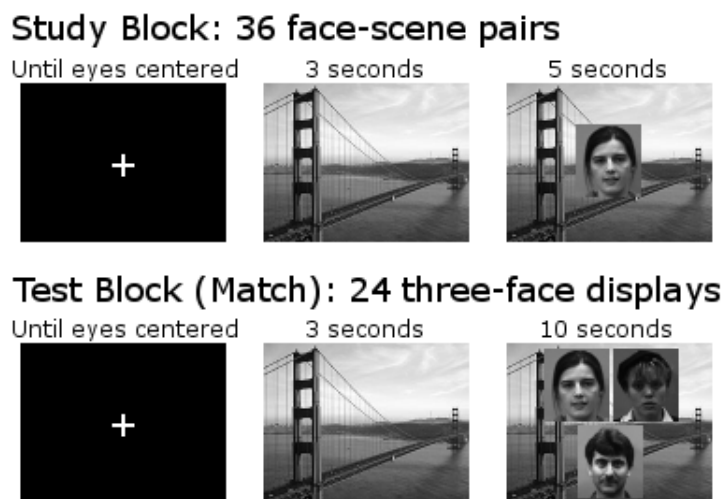 Study Block: 36 face-scene pairs
Until eyes centered 3 seconds 5 seconds
Test Block (Match): 24 three-face displays
Until eyes centered 3 seconds 10 seconds